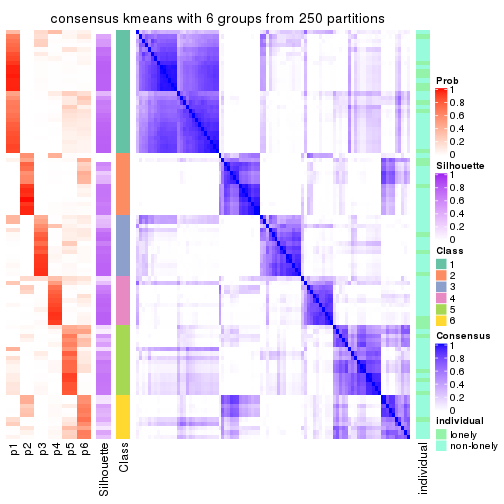 consensus kmeans with 6 groups from 250 partitions
Prob
1
0.8
0.6
0.4
0.2
0
Silhouette
1
0.8
0.6
0.4
0.2
0
Class
1
2
3
4
5
6
Consensus
1
0.8
0.6
0.4
0.2
0
individual
lonely
non-lonely
p1
p2
p3
p4
p5
p6
Silhouette
Class
individual